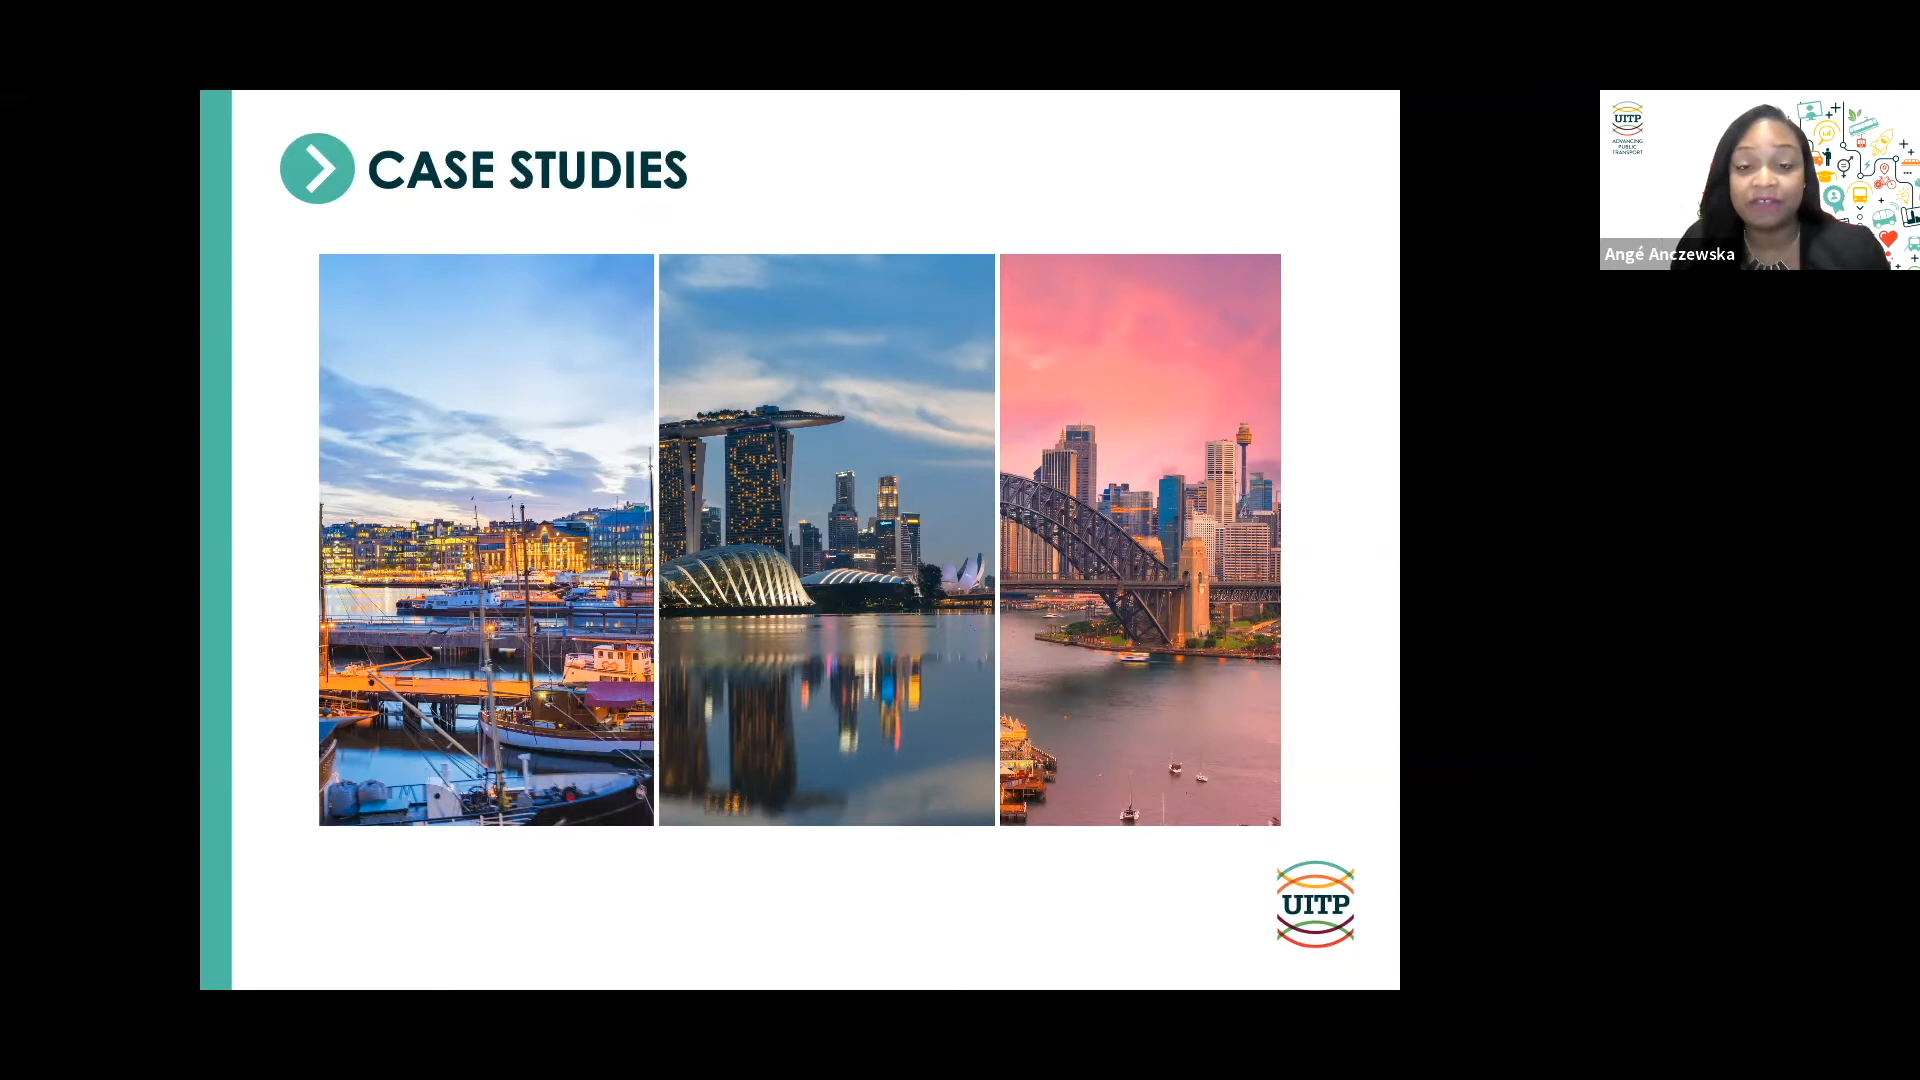 CASE STUDIES
UITP
UITP
ADVANCING
PUBLIC
TRANSPORT
Angé Anczewska